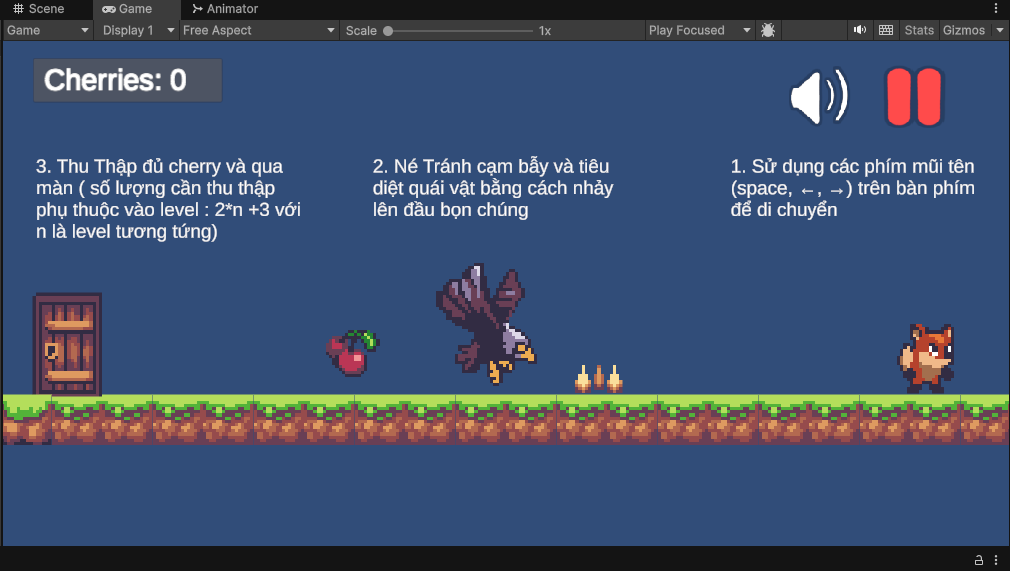 Scene Game Animator
Game Display 1 Free Aspect Scale 1x Play Focused Stats Gizmos
Cherries: 0
3. Thu Thập đủ cherry và qua
màn ( số lượng cần thu thập
phụ thuộc vào level : 2*n +3 với
n là level tương tứng)
2. Né Tránh cạm bẫy và tiêu
diệt quái vật bằng cách nhảy
lên đầu bọn chúng
1. Sử dụng các phím mũi tên
(space, ←, →) trên bàn phím
để di chuyển